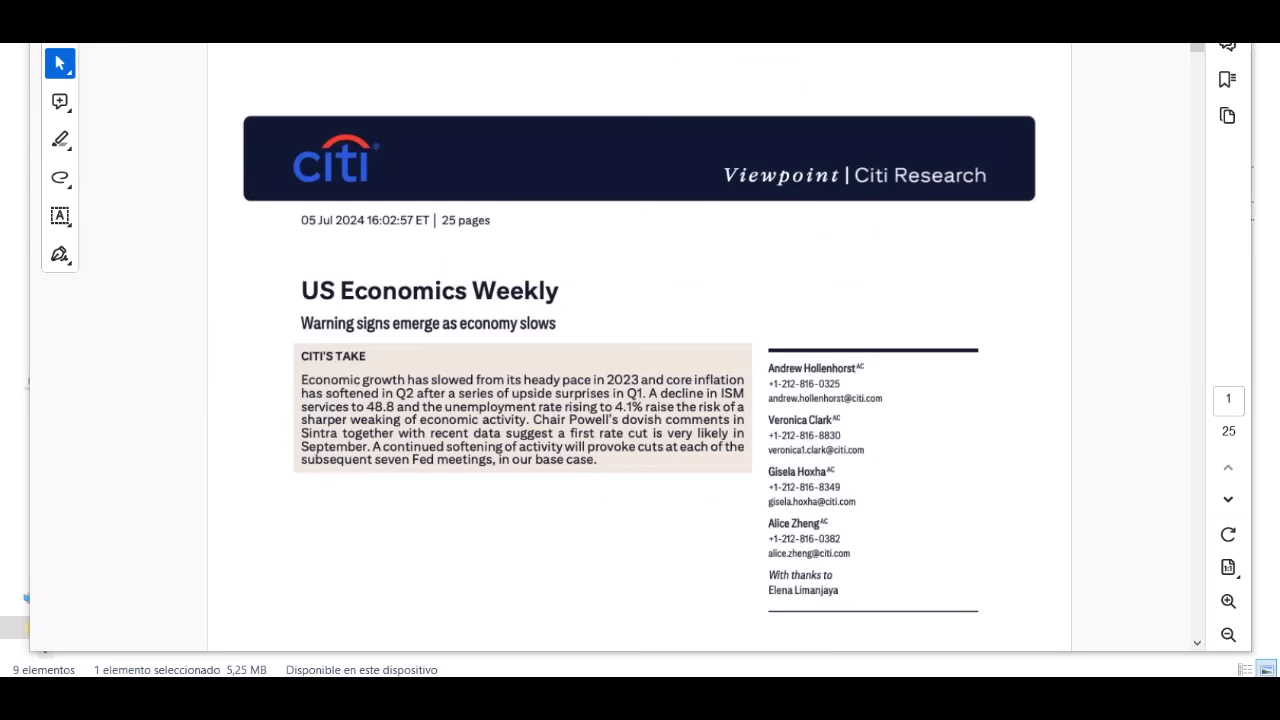 citi
Viewpoint | Citi Research
05 Jul 2024 16:02:57 ET | 25 pages
US Economics Weekly
Warning signs emerge as economy slows
CITI'S TAKE
Economic growth has slowed from its heady pace in 2023 and core inflation
has softened in Q2 after a series of upside surprises in Q1. A decline in ISM
services to 48.8 and the unemployment rate rising to 4.1% raise the risk of a
sharper weaking of economic activity. Chair Powell's dovish comments in
Sintra together with recent data suggest a first rate cut is very likely in
September. A continued softening of activity will provoke cuts at each of the
subsequent seven Fed meetings, in our base case.
Andrew Hollenhorst AC
+1-212-816-0325
andrew.hollenhorst@citi.com
Veronica Clark AC
+1-212-816-8830
veronica1.clark@citi.com
Gisela Hoxha AC
+1-212-816-8349
gisela.hoxha@citi.com
Alice Zheng AC
+1-212-816-0382
alice.zheng@citi.com
With thanks to
Elena Limanjaya
1
25
9 elementos 1 elemento seleccionado 5,25 MB Disponible en este dispositivo